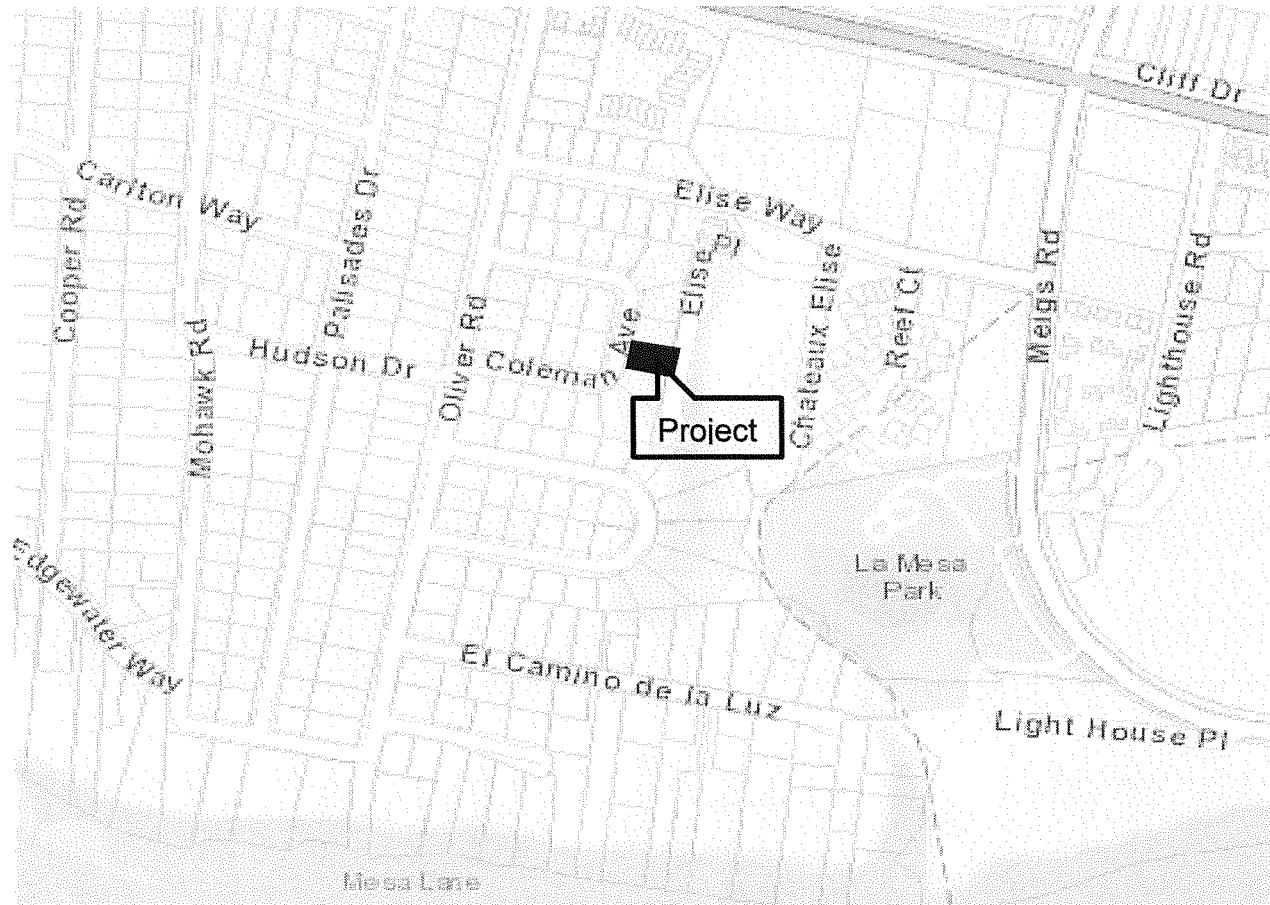 Cliff Dr
Carlton Way
Elise Way
Cooper Rd
Palisades Dr
Elise Pl
Chateaux Elise
Reef Ct
Meigs Rd
Lighthouse Rd
Mohawk Rd
Hudson Dr
Oliver Rd
Coleman Ave
Project
La Mesa
Park
Edgewater Way
El Camino de la Luz
Light House Pl
Mesa Lane